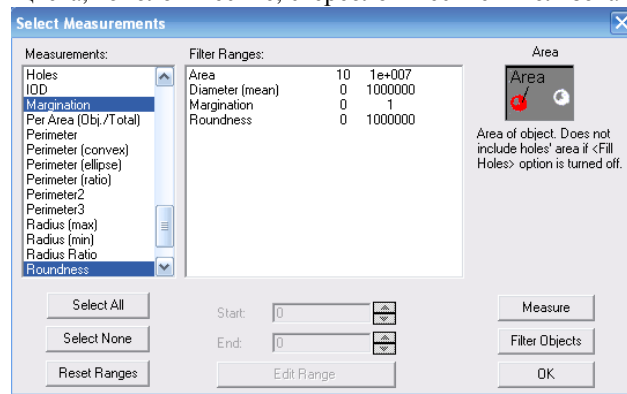 Select Measurements
Measurements:
Holes
IOD
Margination
Per Area (Obj./Total)
Perimeter
Perimeter (convex)
Perimeter (ellipse)
Perimeter (ratio)
Perimeter2
Perimeter3
Radius (max)
Radius (min)
Radius Ratio
Roundness
Filter Ranges:
Area 10 1e+007
Diameter (mean) 0 1000000
Margination 0 1
Roundness 0 1000000
Area
Area
Area of object. Does not
include holes' area if <Fill
Holes> option is turned off.
Select All
Select None
Reset Ranges
Start: 0
End: 0
Edit Range
Measure
Filter Objects
OK